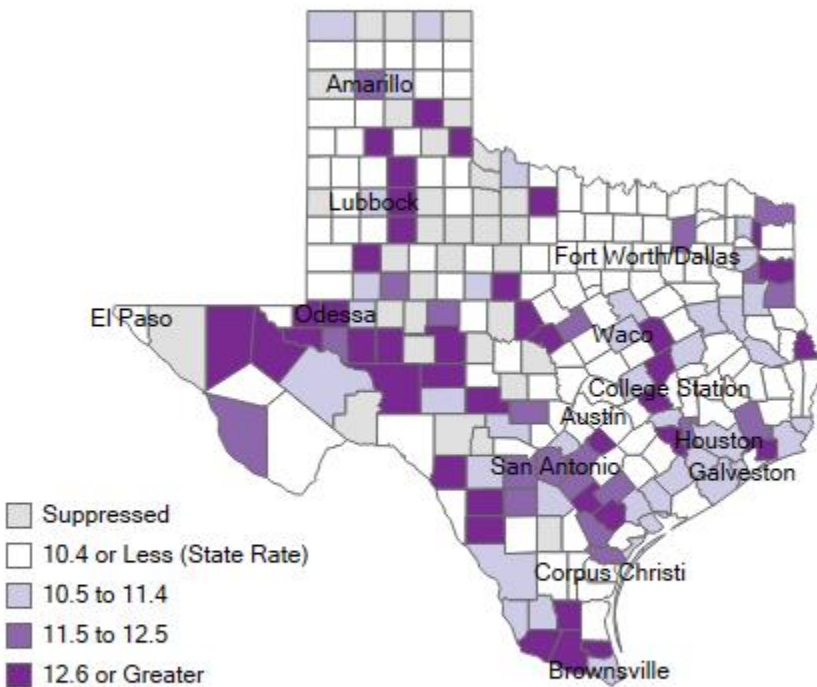 Amarillo
Lubbock
Fort Worth/Dallas
El Paso
Odessa
Waco
College Station
Austin
Houston
San Antonio
Galveston
Suppressed
10.4 or Less (State Rate)
Corpus Christi
10.5 to 11.4
11.5 to 12.5
12.6 or Greater
Brownsville